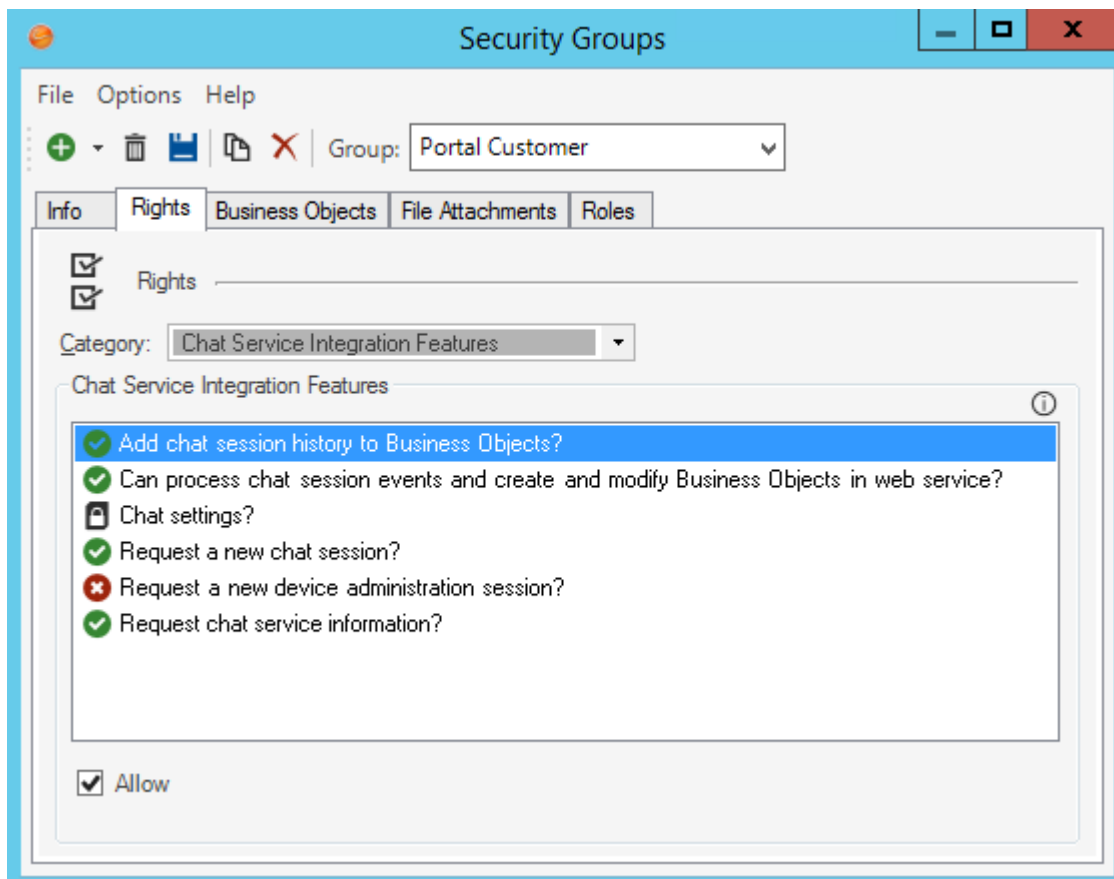 Security Groups
File Options Help
Group: Portal Customer
Info Rights Business Objects File Attachments Roles
Rights
Category: Chat Service Integration Features
Chat Service Integration Features
Add chat session history to Business Objects?
Can process chat session events and create and modify Business Objects in web service?
Chat settings?
Request a new chat session?
Request a new device administration session?
Request chat service information?
Allow